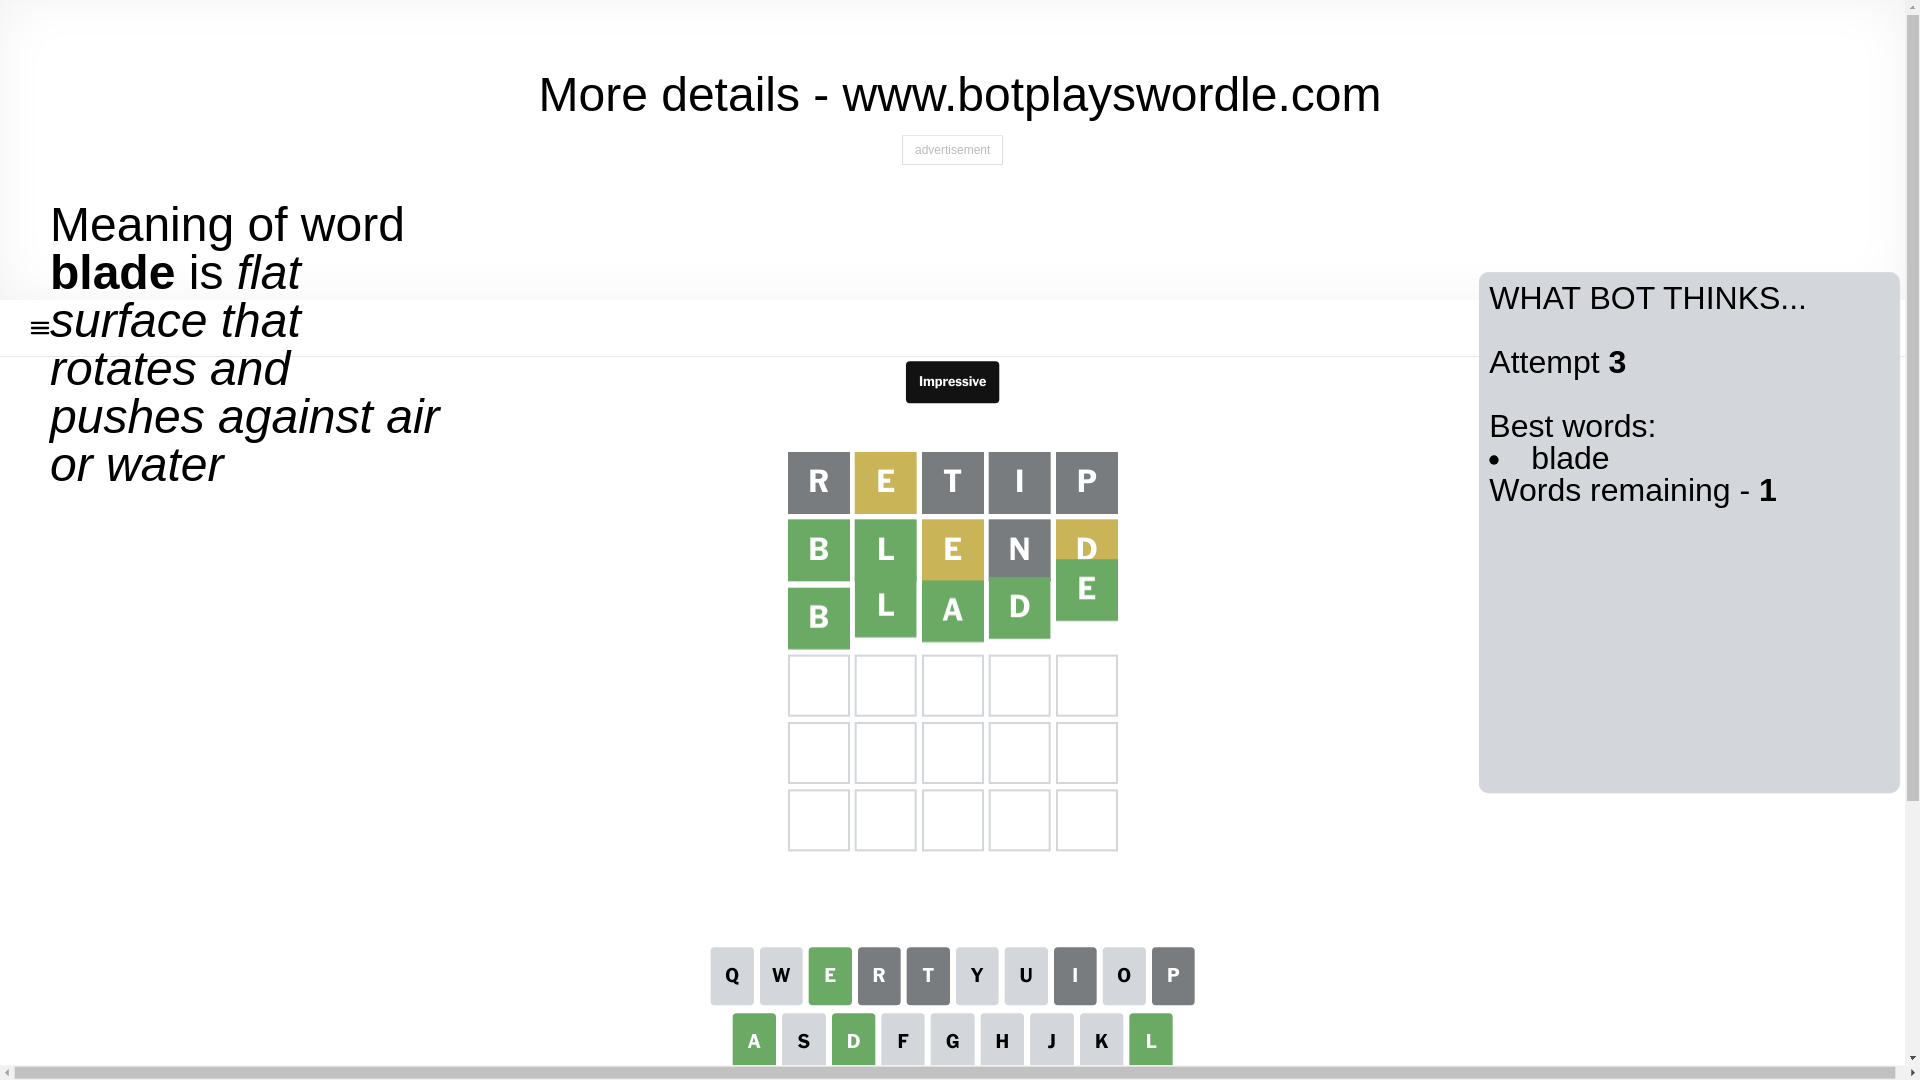 More details - www.botplayswordle.com
advertisement
Meaning of word
blade is flat
surface that
rotates and
pushes against air
or water
WHAT BOT THINKS...
Attempt 3
Best words:
• blade
Words remaining - 1
Impressive
R E T I P
B L E N D
B L A D E
Q W E R T Y U I O P
A S D F G H J K L